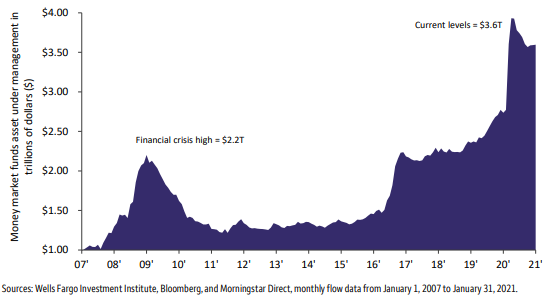 Money market funds asset under management in
trillions of dollars ($)
$4.00
$3.50
$3.00
$2.50
$2.00
$1.50
$1.00
Current levels = $3.6T
Financial crisis high = $2.2T
07' 08' 09' 10' 11' 12' 13' 14' 15' 16' 17' 18' 19' 20' 21'
Sources: Wells Fargo Investment Institute, Bloomberg, and Morningstar Direct, monthly flow data from January 1, 2007 to January 31, 2021.